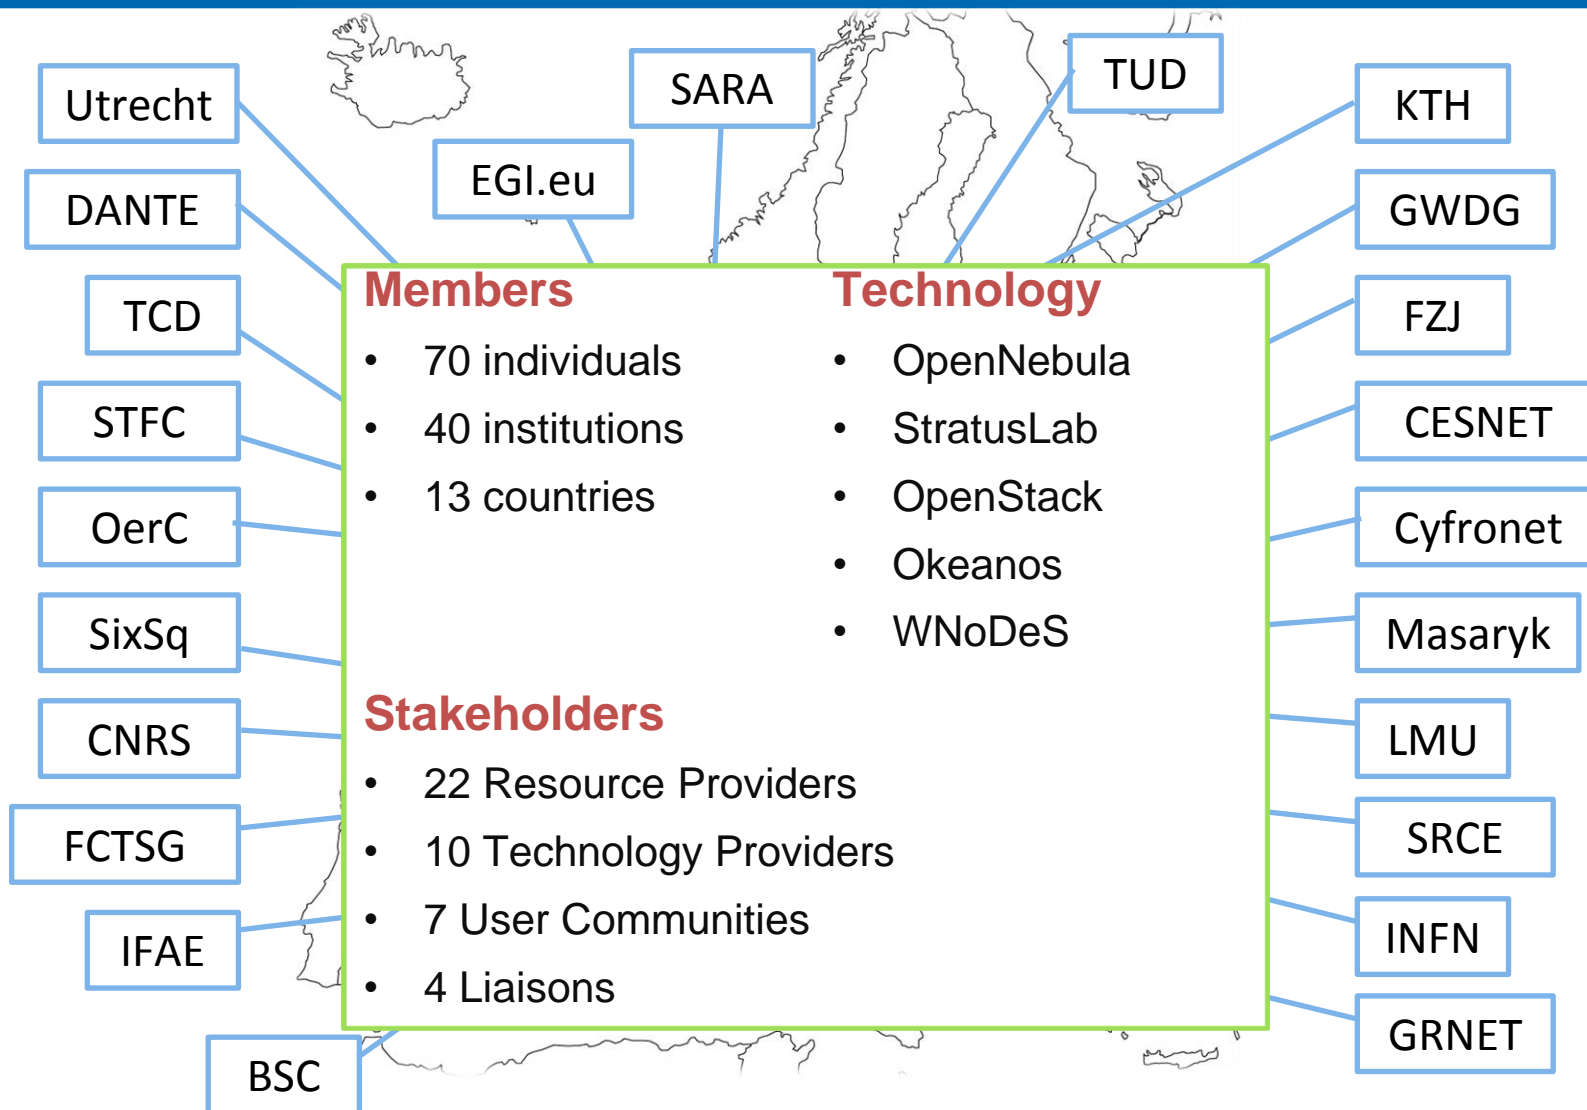 Utrecht
SARA
TUD
KTH
EGI.eu
DANTE
GWDG
TCD
FZJ
STFC
CESNET
OerC
Cyfronet
SixSq
Masaryk
CNRS
LMU
FCTSG
SRCE
IFAE
INFN
GRNET
BSC
Members
• 70 individuals
• 40 institutions
• 13 countries
Technology
• OpenNebula
• StratusLab
• OpenStack
• Okeanos
• WNoDeS
Stakeholders
• 22 Resource Providers
• 10 Technology Providers
• 7 User Communities
• 4 Liaisons